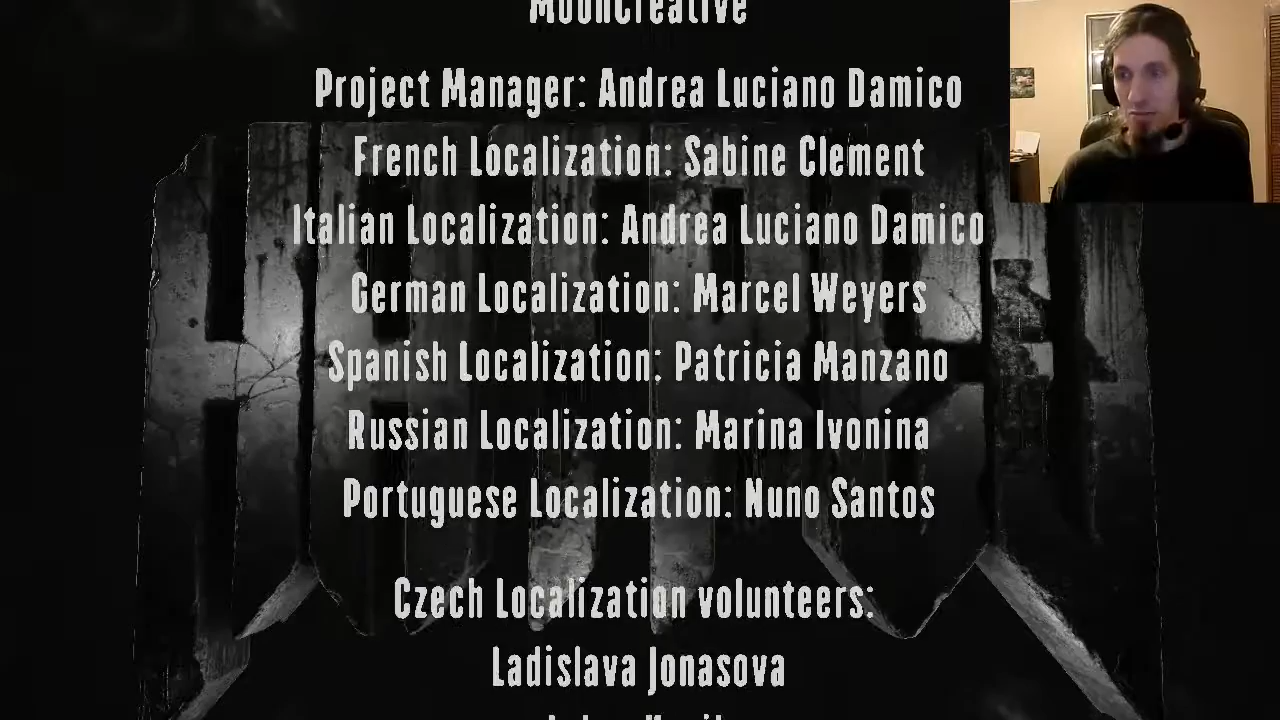 MoonCreative
Project Manager: Andrea Luciano Damico
French Localization: Sabine Clement
Italian Localization: Andrea Luciano Damico
German Localization: Marcel Weyers
Spanish Localization: Patricia Manzano
Russian Localization: Marina Ivonina
Portuguese Localization: Nuno Santos
Czech Localization volunteers:
Ladislava Jonasova